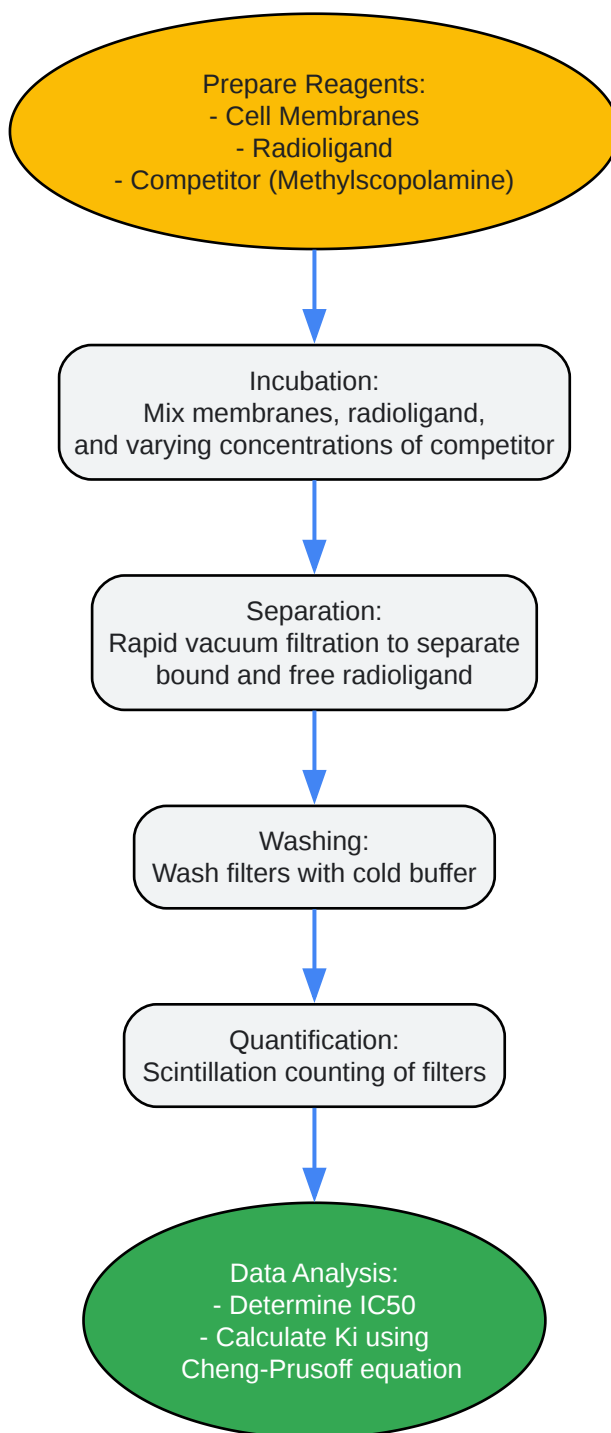 Prepare Reagents:
- Cell Membranes
- Radioligand
- Competitor (Methylscopolamine)
Incubation:
Mix membranes, radioligand,
and varying concentrations of competitor
Separation:
Rapid vacuum filtration to separate
bound and free radioligand
Washing:
Wash filters with cold buffer
Quantification:
Scintillation counting of filters
Data Analysis:
- Determine IC50
- Calculate Ki using
Cheng-Prusoff equation